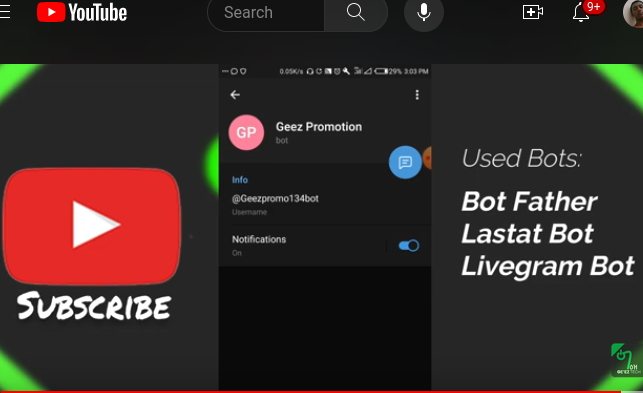 YouTube
Search
9+
SUBSCRIBE
0.05K/s
29% 3:03 PM
GP
Geez Promotion
bot
Info
@Geezpromo134bot
Username
Notifications
On
Used Bots:
Bot Father
Lastat Bot
Livegram Bot